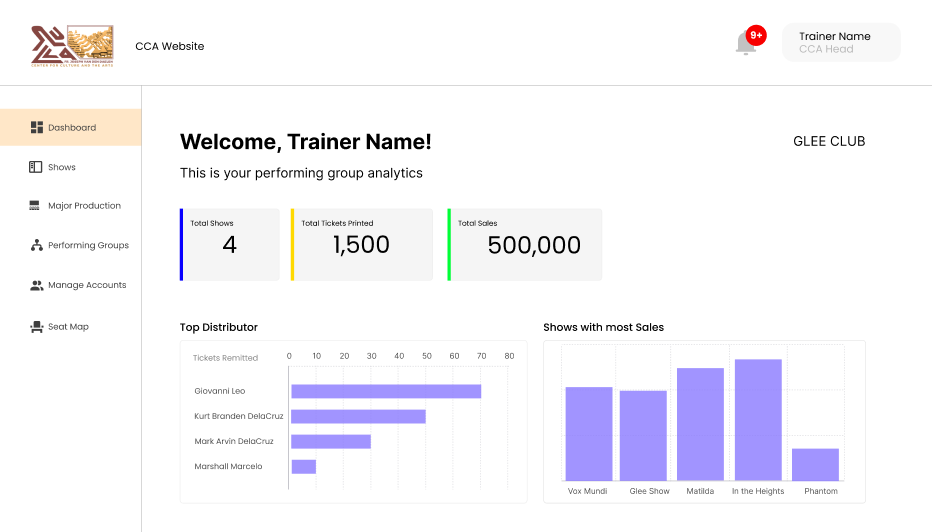 CENTER FOR CULTURE AND THE ARTS
CCA Website
9+
Trainer Name
CCA Head
Dashboard
Shows
Major Production
Performing Groups
Manage Accounts
Seat Map
Welcome, Trainer Name!
GLEE CLUB
This is your performing group analytics
Total Shows
4
Total Tickets Printed
1,500
Total Sales
500,000
Top Distributor
Tickets Remitted
0 10 20 30 40 50 60 70 80
Giovanni Leo
Kurt Branden DelaCruz
Mark Arvin DelaCruz
Marshall Marcelo
Shows with most Sales
Vox Mundi Glee Show Matilda In the Heights Phantom